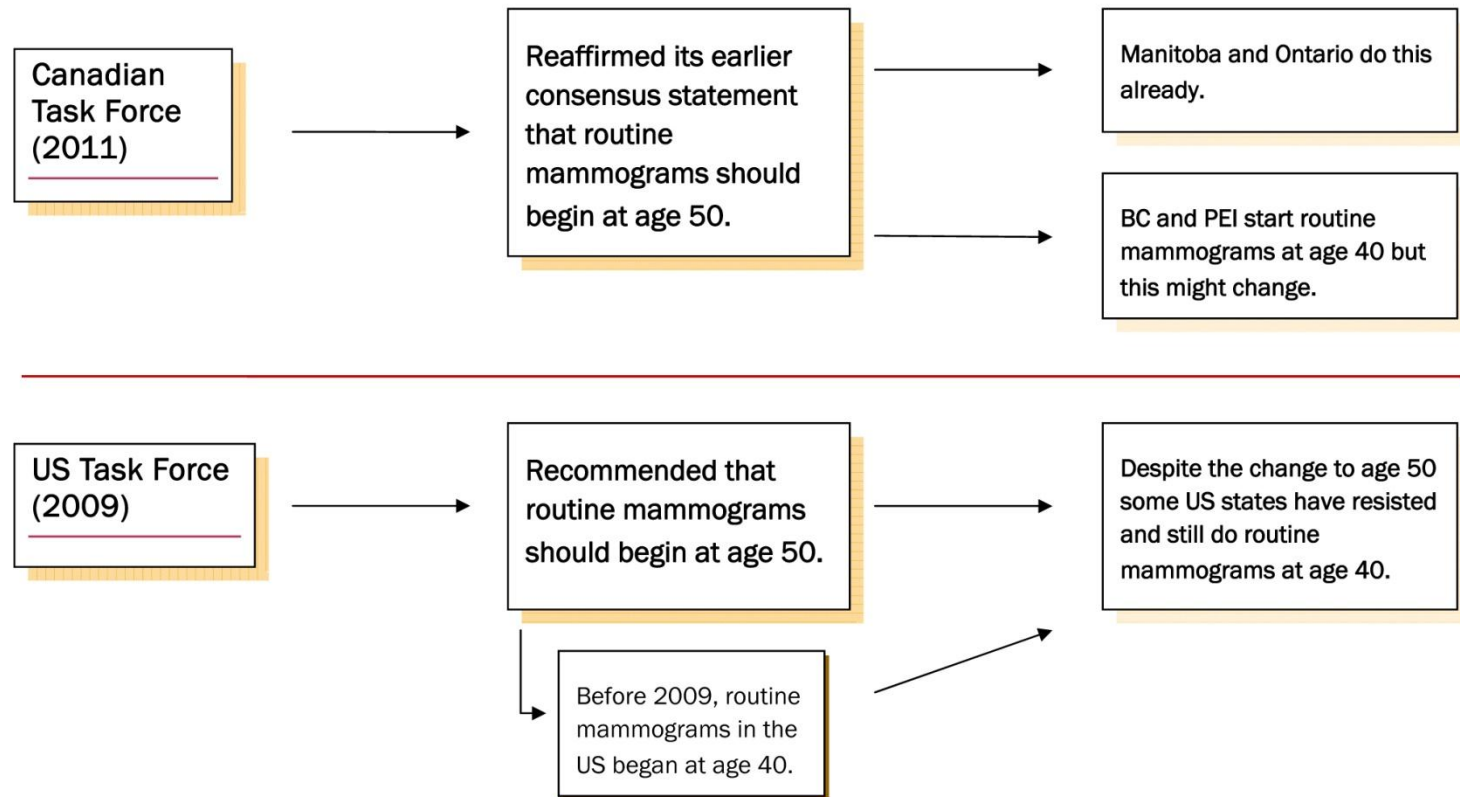 Canadian
Task Force
(2011)
Reaffirmed its earlier
consensus statement
that routine
mammograms should
begin at age 50.
Manitoba and Ontario do this
already.
BC and PEI start routine
mammograms at age 40 but
this might change.
US Task Force
(2009)
Recommended that
routine mammograms
should begin at age 50.
Before 2009, routine
mammograms in the
US began at age 40.
Despite the change to age 50
some US states have resisted
and still do routine
mammograms at age 40.